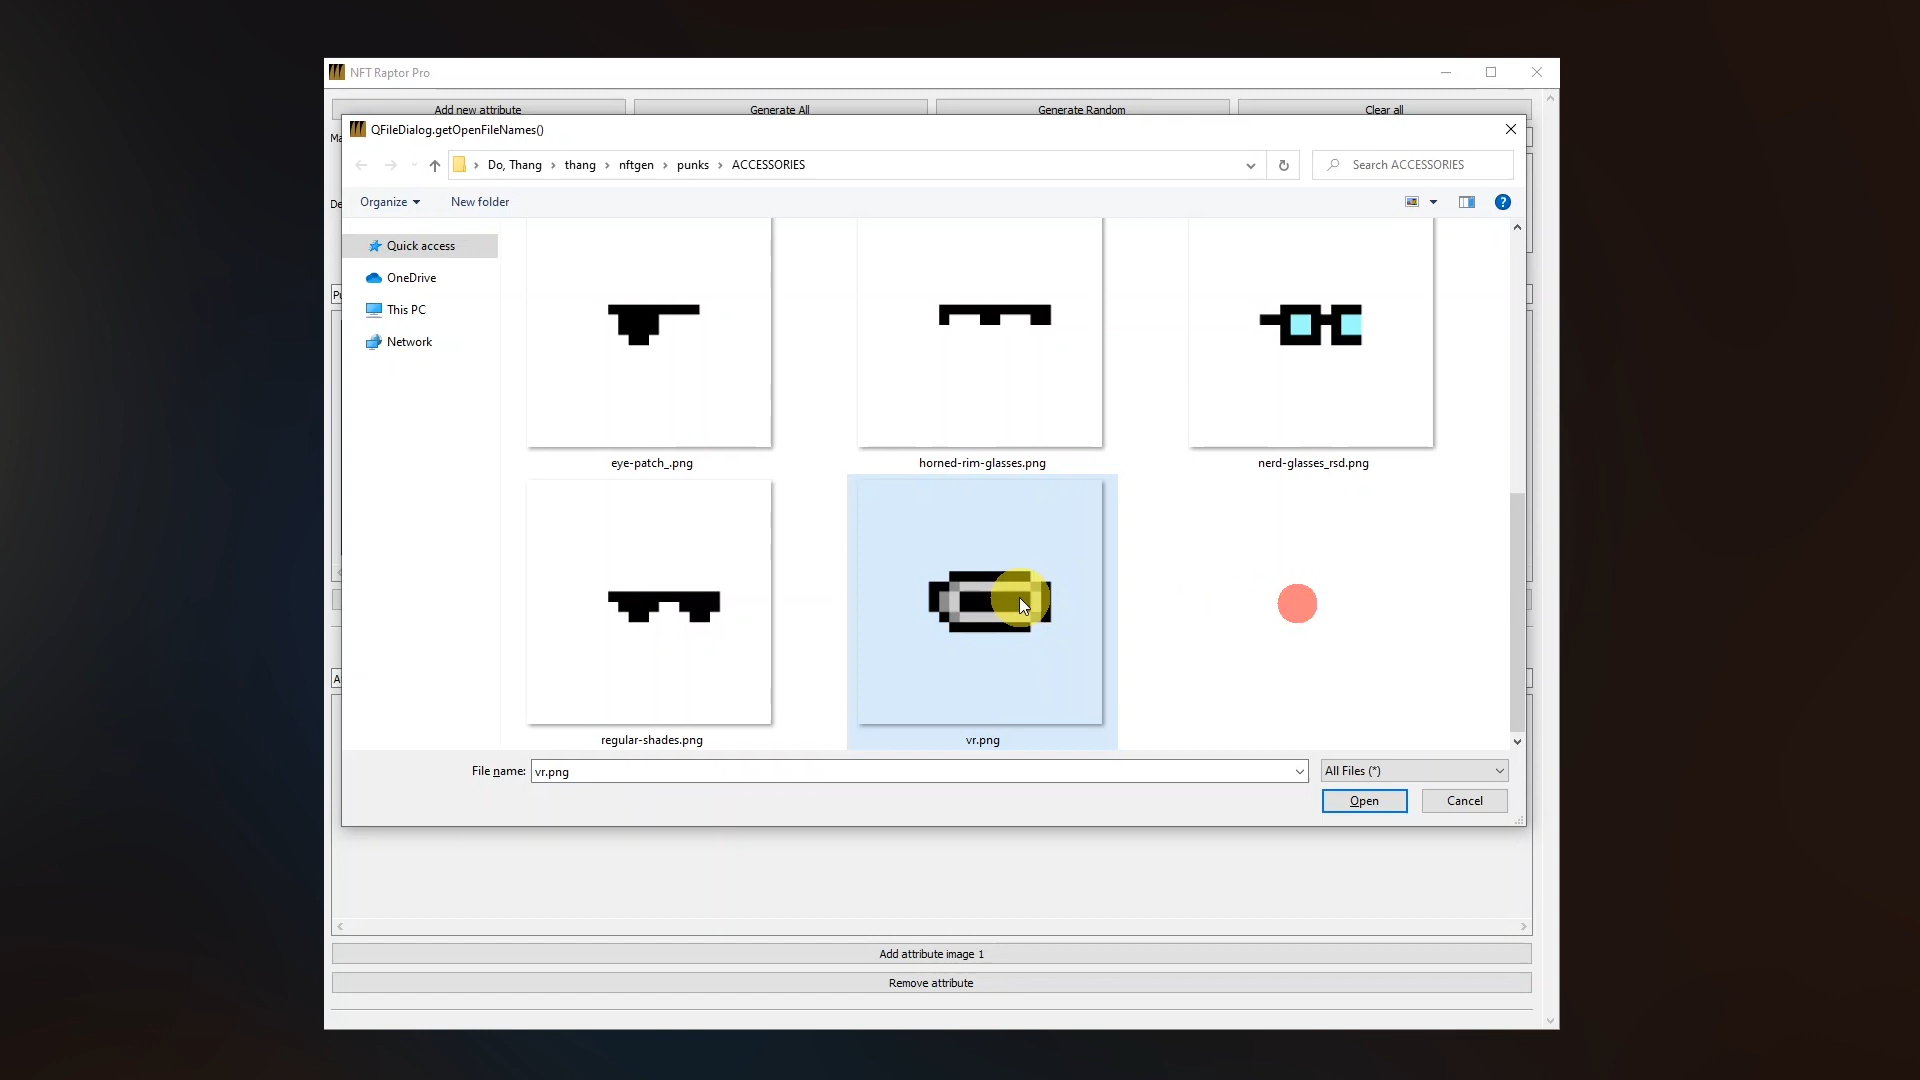 NFT Raptor Pro
Add new attribute Generate All Generate Random Clear all
QFileDialog.getOpenFileNames()
Do, Thang › thang › nftgen › punks › ACCESSORIES
Search ACCESSORIES
Organize New folder
Quick access
OneDrive
This PC
Network
eye-patch_.png horned-rim-glasses.png nerd-glasses_rsd.png
regular-shades.png vr.png
File name: vr.png All Files (*)
Open Cancel
Add attribute image 1
Remove attribute